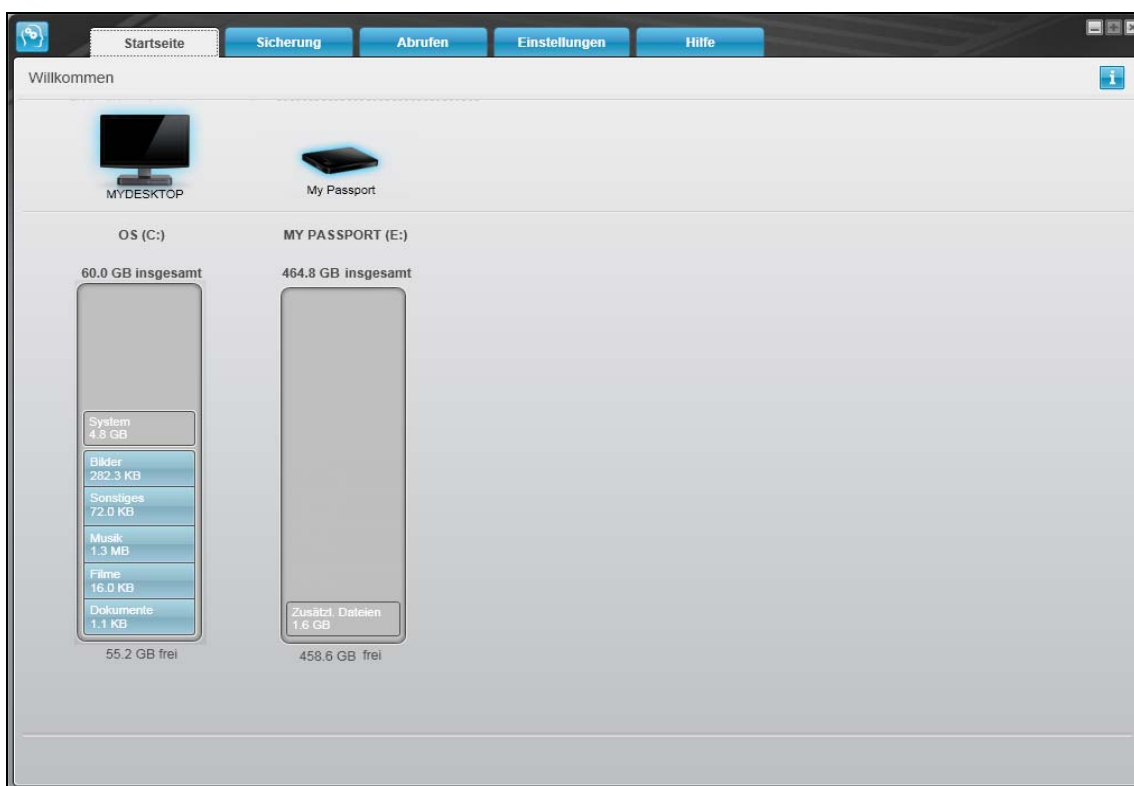 Startseite
Sicherung
Abrufen
Einstellungen
Hilfe
Willkommen
MYDESKTOP
My Passport
OS (C:)
MY PASSPORT (E:)
60.0 GB insgesamt
464.8 GB insgesamt
System
4.8 GB
Bilder
282.3 KB
Sonstiges
72.0 KB
Musik
1.3 MB
Filme
16.0 KB
Dokumente
1.1 KB
Zusätzl. Dateien
1.6 GB
55.2 GB frei
458.6 GB frei